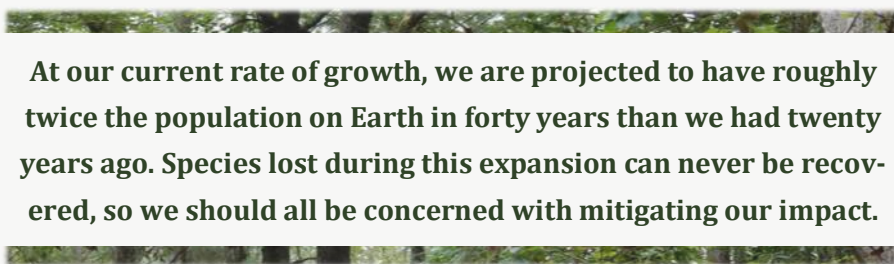 At our current rate of growth, we are projected to have roughly
twice the population on Earth in forty years than we had twenty
years ago. Species lost during this expansion can never be recov-
ered, so we should all be concerned with mitigating our impact.